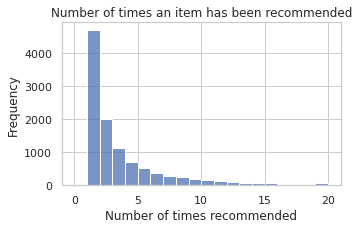 Number of times an item has been recommended
Frequency
4000
3000
2000
1000
0
0 5 10 15 20
Number of times recommended